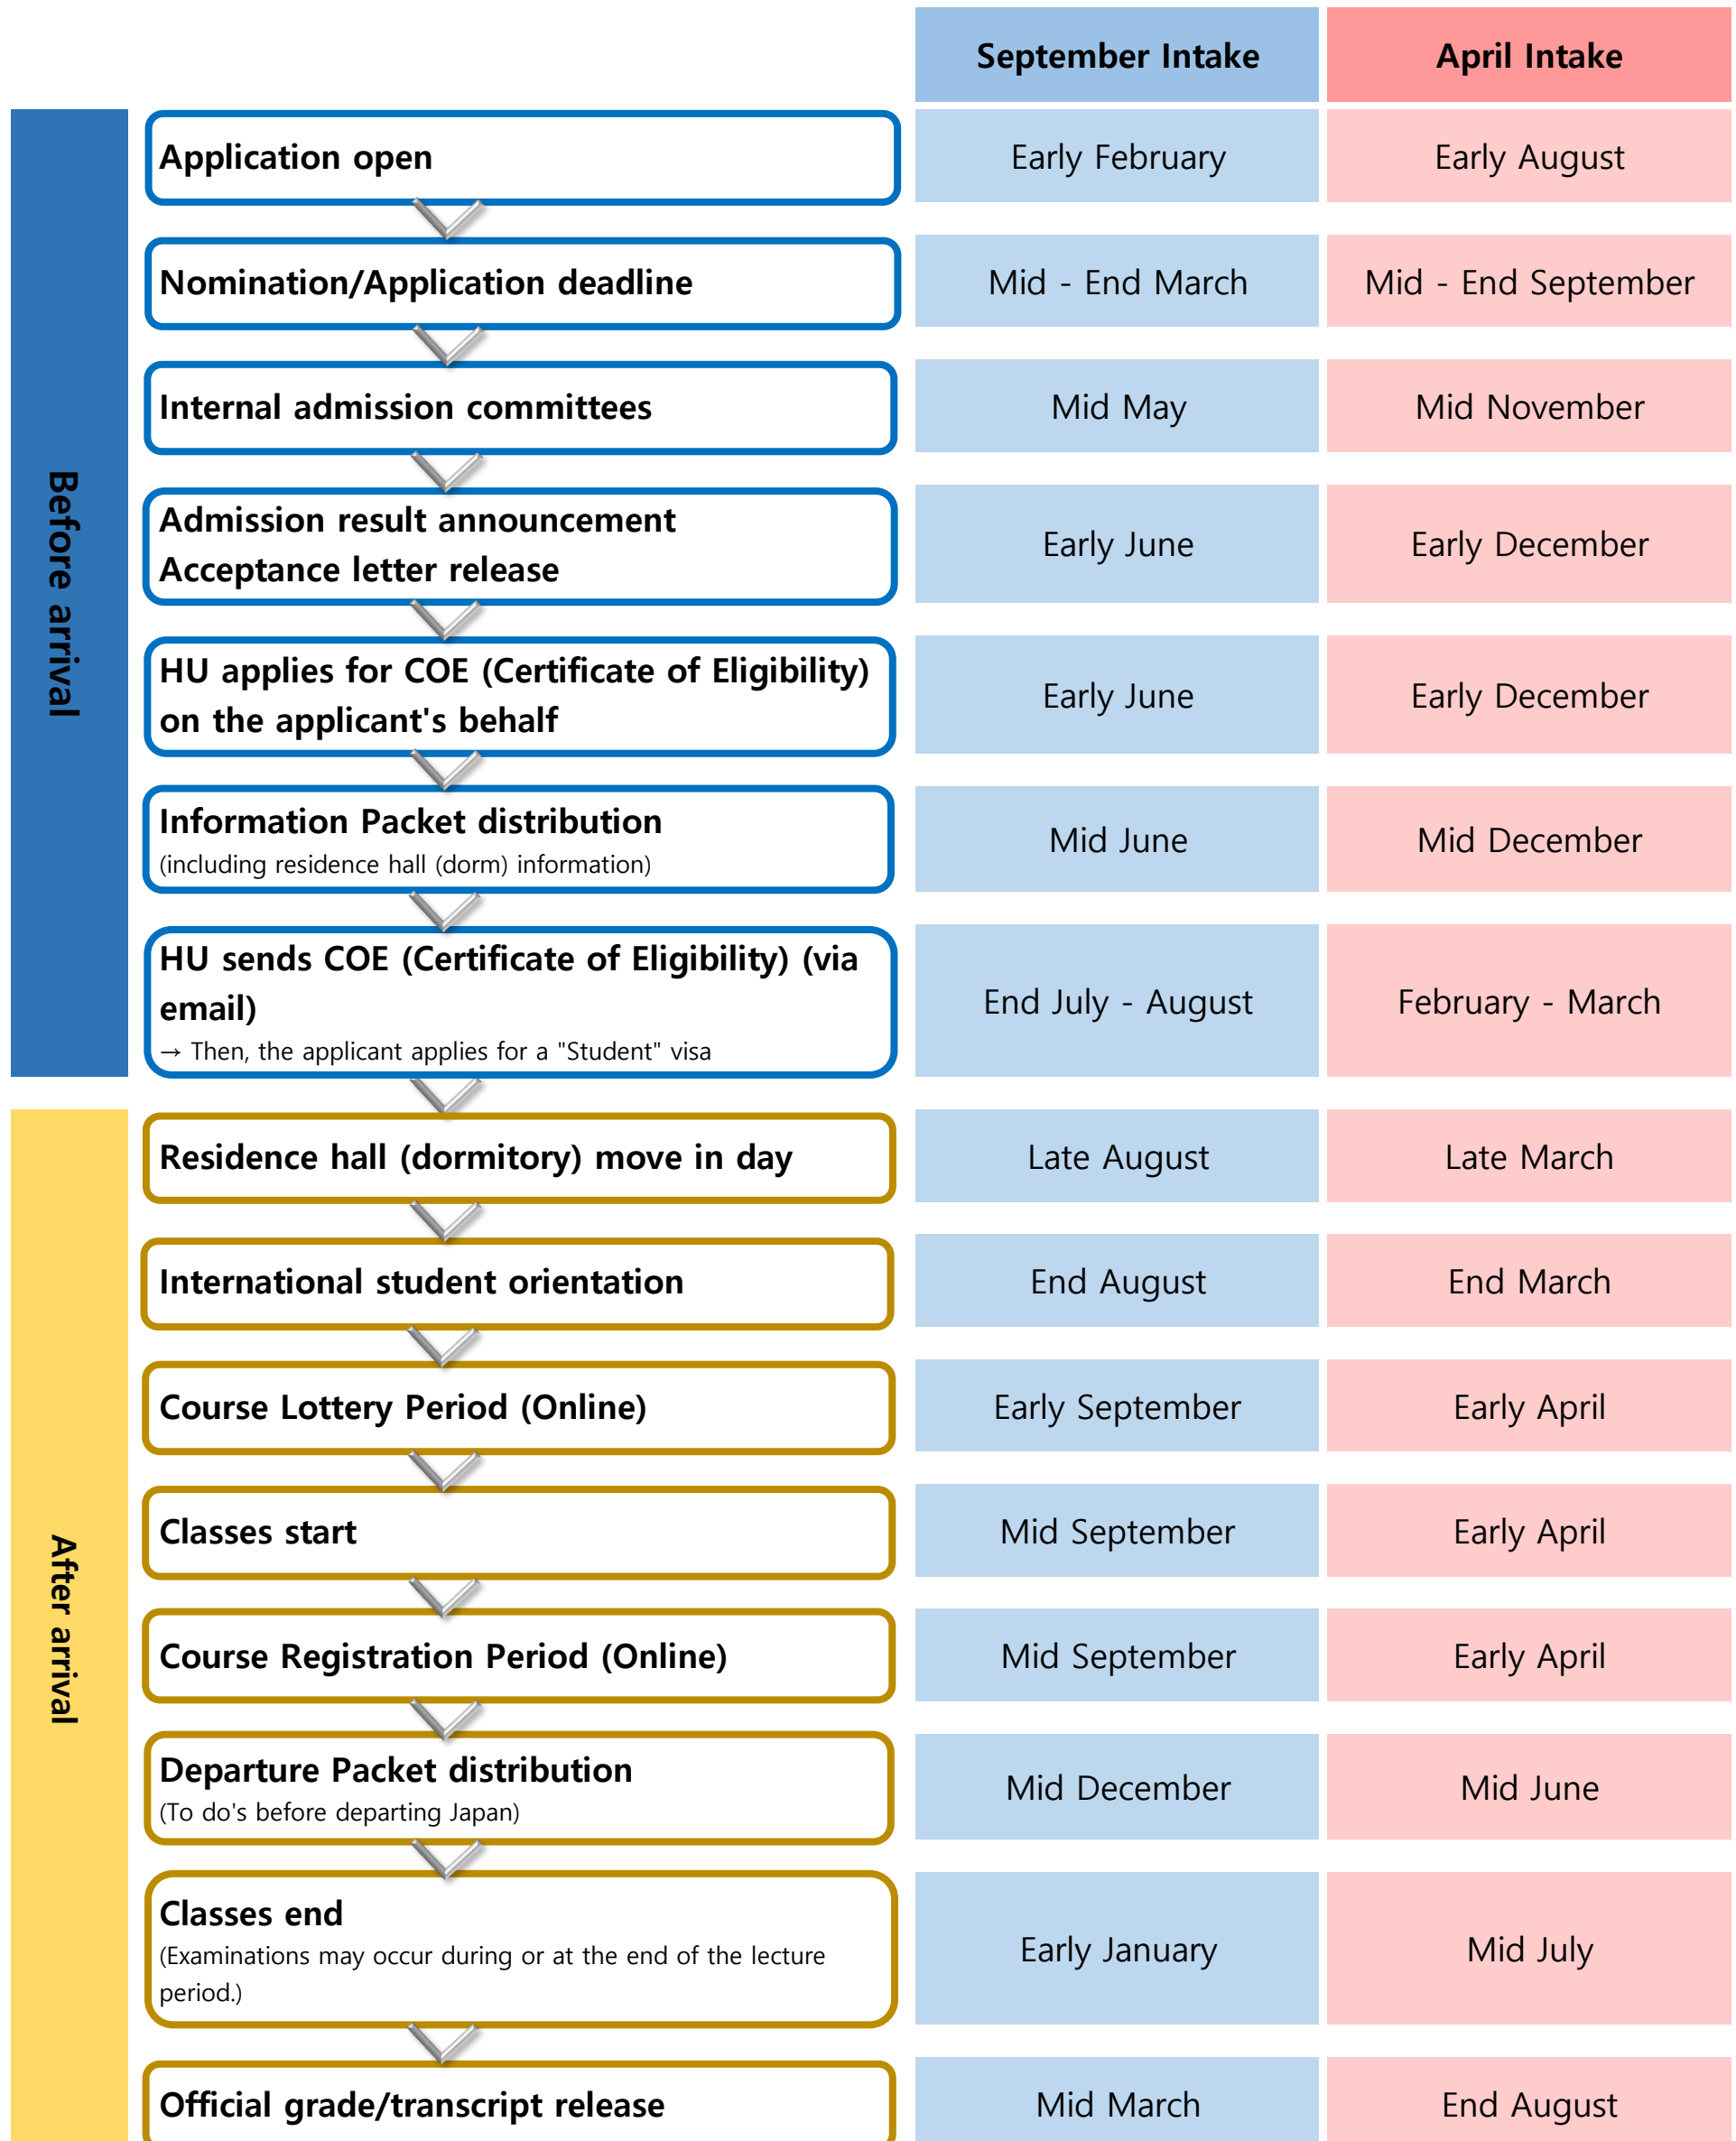 September Intake
April Intake
Before arrival
Application open
Early February
Early August
Nomination/Application deadline
Mid - End March
Mid - End September
Internal admission committees
Mid May
Mid November
Admission result announcement
Acceptance letter release
Early June
Early December
HU applies for COE (Certificate of Eligibility)
on the applicant's behalf
Early June
Early December
Information Packet distribution
(including residence hall (dorm) information)
Mid June
Mid December
HU sends COE (Certificate of Eligibility) (via
email)
→ Then, the applicant applies for a "Student" visa
End July - August
February - March
After arrival
Residence hall (dormitory) move in day
Late August
Late March
International student orientation
End August
End March
Course Lottery Period (Online)
Early September
Early April
Classes start
Mid September
Early April
Course Registration Period (Online)
Mid September
Early April
Departure Packet distribution
(To do's before departing Japan)
Mid December
Mid June
Classes end
(Examinations may occur during or at the end of the lecture
period.)
Early January
Mid July
Official grade/transcript release
Mid March
End August